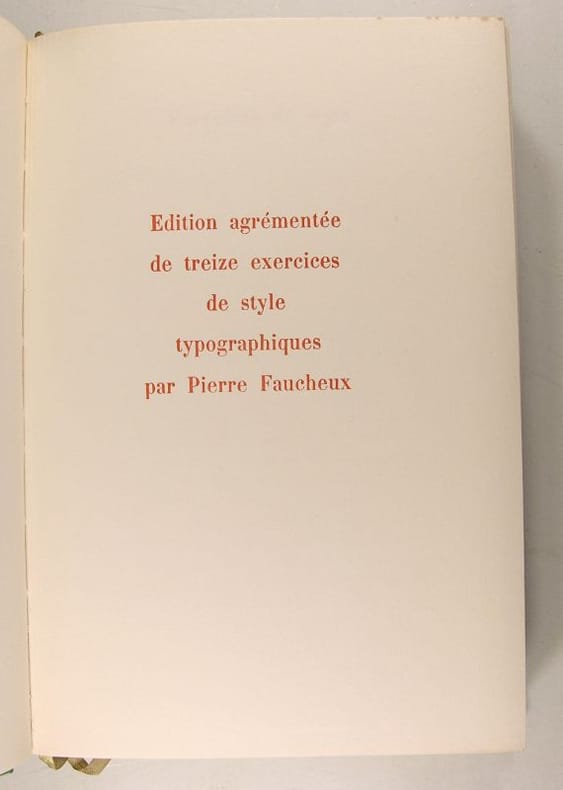 Edition agrémentée
de treize exercices
de style
typographiques
par Pierre Faucheux